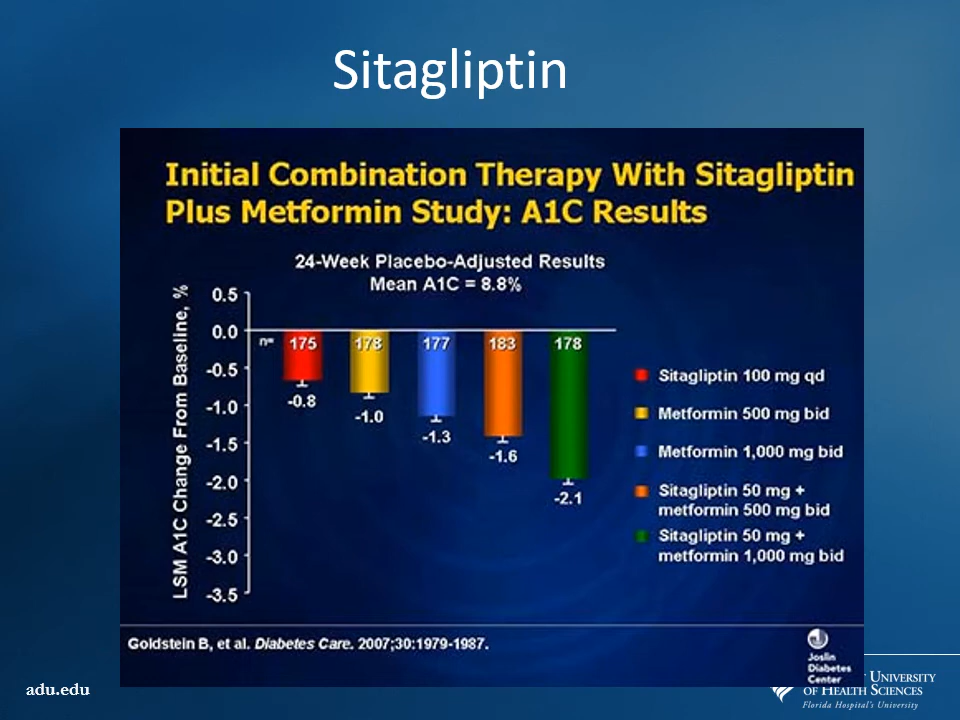 Sitagliptin
Initial Combination Therapy With Sitagliptin
Plus Metformin Study: A1C Results
24-Week Placebo-Adjusted Results
Mean A1C = 8.8%
LSM A1C Change From Baseline, %
0.5
0.0
-0.5
-1.0
-1.5
-2.0
-2.5
-3.0
-3.5
n= 175 178 177 183 178
-0.8
-1.0
-1.3
-1.6
-2.1
Sitagliptin 100 mg qd
Metformin 500 mg bid
Metformin 1,000 mg bid
Sitagliptin 50 mg +
metformin 500 mg bid
Sitagliptin 50 mg +
metformin 1,000 mg bid
Goldstein B, et al. Diabetes Care. 2007;30:1979-1987.
Joslin
Diabetes
Center
adu.edu
University
of Health Sciences
Florida Hospital's University